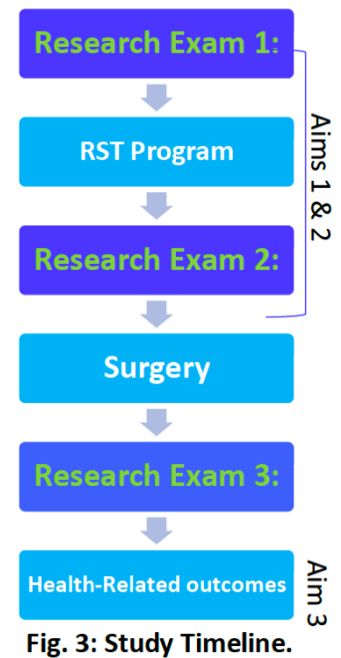 Research Exam 1:
RST Program
Research Exam 2:
Aims 1 & 2
Surgery
Research Exam 3:
Health-Related outcomes
Aim 3
Fig. 3: Study Timeline.